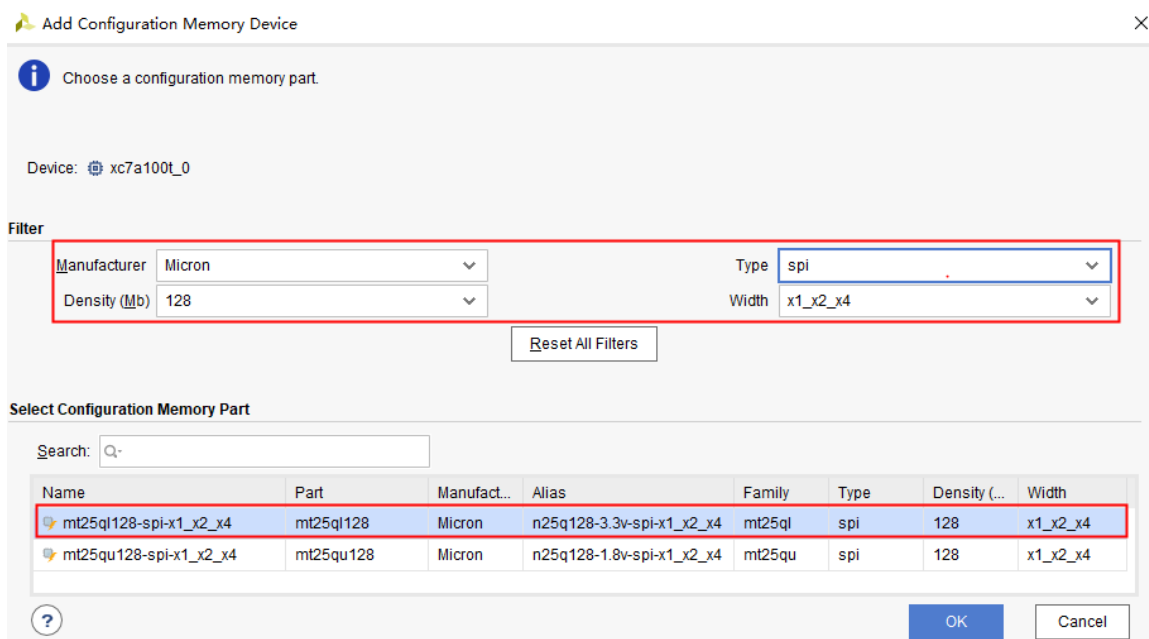 Add Configuration Memory Device
Choose a configuration memory part.
Device: xc7a100t_0
Filter
Manufacturer Micron Type spi
Density (Mb) 128 Width x1_x2_x4
Reset All Filters
Select Configuration Memory Part
Search: Q-
Name Part Manufact... Alias Family Type Density (... Width
mt25ql128-spi-x1_x2_x4 mt25ql128 Micron n25q128-3.3v-spi-x1_x2_x4 mt25ql spi 128 x1_x2_x4
mt25qu128-spi-x1_x2_x4 mt25qu128 Micron n25q128-1.8v-spi-x1_x2_x4 mt25qu spi 128 x1_x2_x4
? OK Cancel